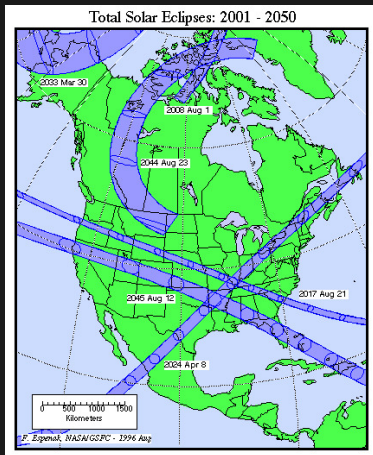 Total Solar Eclipses: 2001 - 2050
2033 Mar 30
2008 Aug 1
2044 Aug 23
2045 Aug 12
2017 Aug 21
2024 Apr 8
0 500 1000 1500
Kilometers
F. Espenak, NASA/GSFC - 1996 Aug